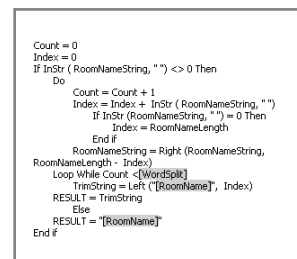 Count = 0
Index = 0
If InStr ( RoomNameString, " ") <> 0 Then
Do
Count = Count + 1
Index = Index + InStr ( RoomNameString, " ")
If InStr (RoomNameString, " ") = 0 Then
Index = RoomNameLength
End if
RoomNameString = Right (RoomNameString,
RoomNameLength - Index)
Loop While Count <[WordSplit]
TrimString = Left ("[RoomName]", Index)
RESULT = TrimString
Else
RESULT = "[RoomName]"
End if